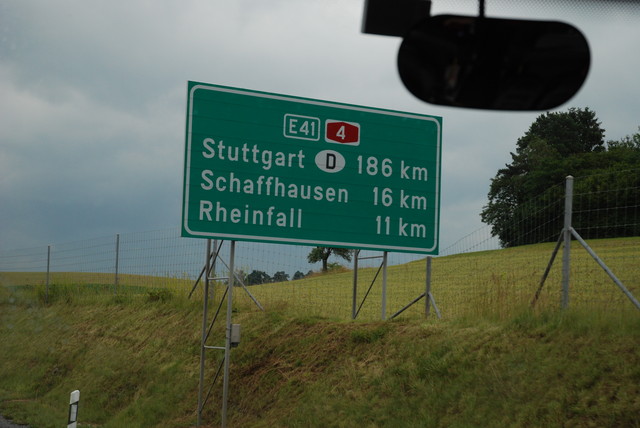 E41 4
Stuttgart D 186 km
Schaffhausen 16 km
Rheinfall 11 km